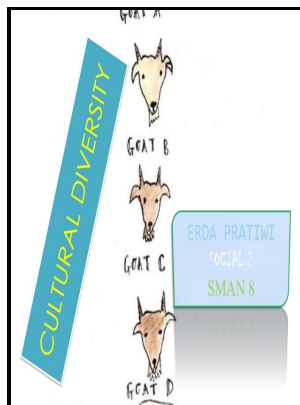 GOAT A
CULTURAL DIVERSITY
GOAT B
GOAT C
ERDA PRATIWI
SOCIAL 2
SMAN 8
GOAT D